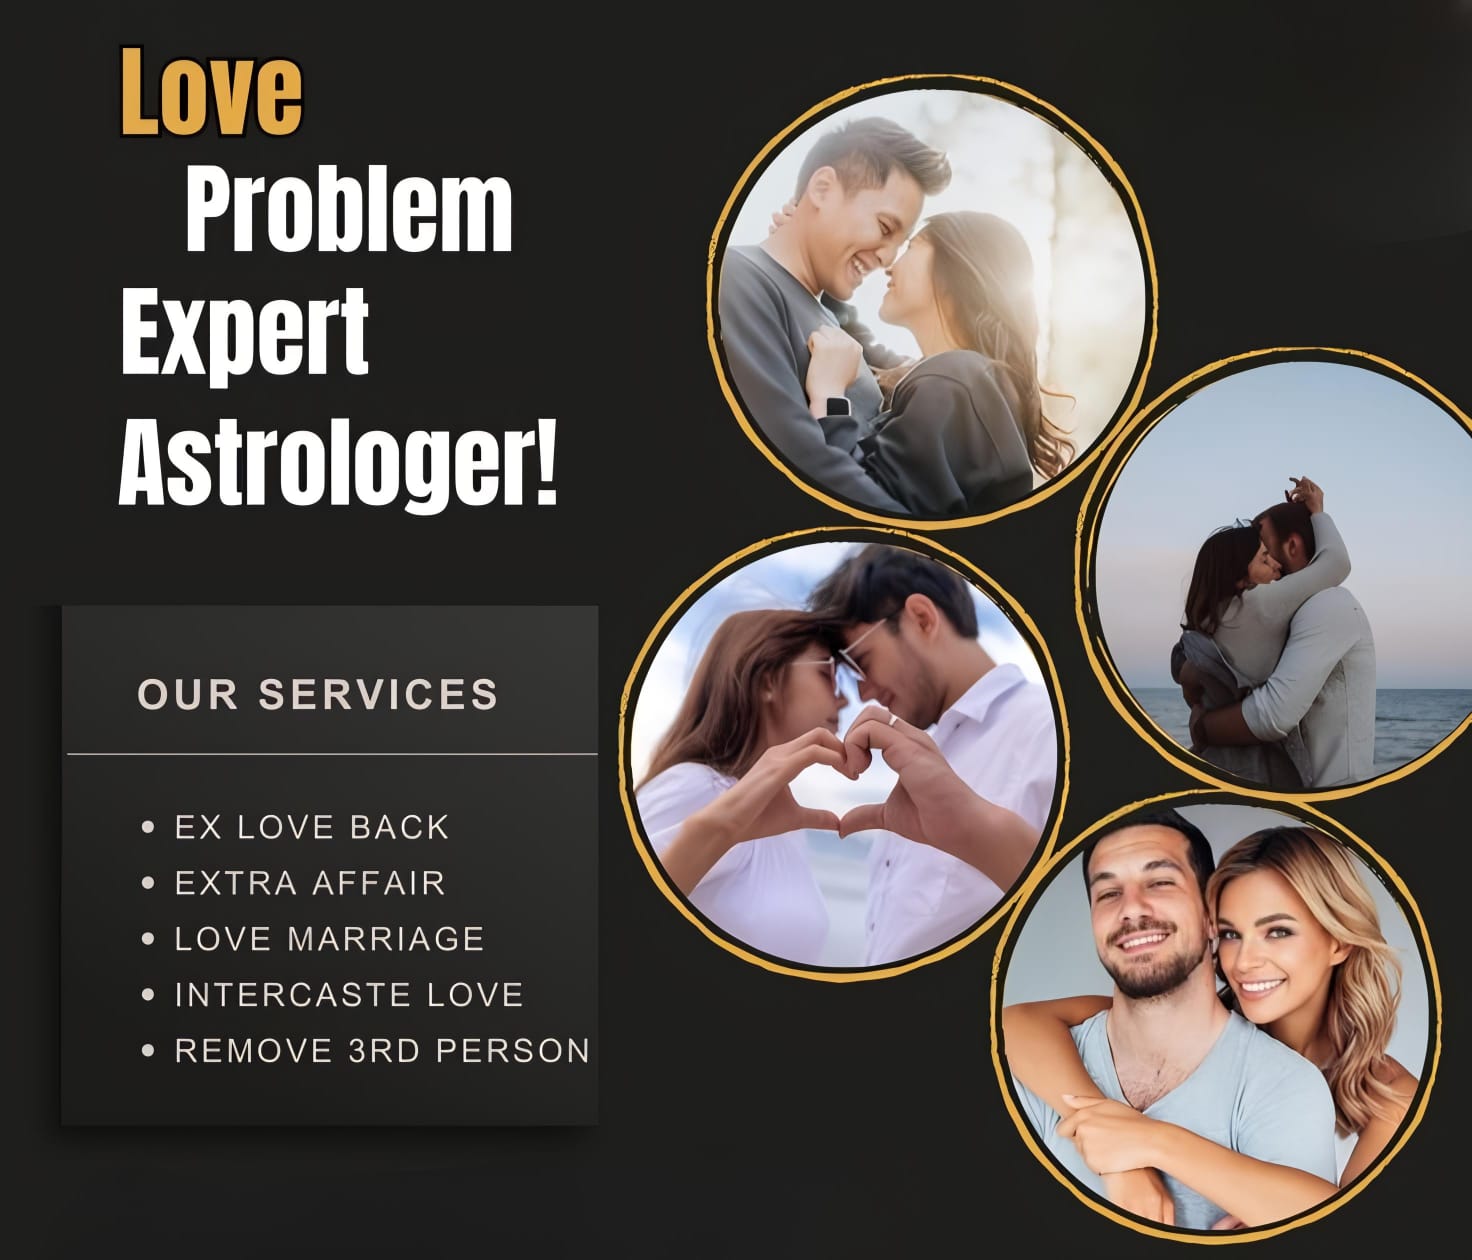 Love
Problem
Expert
Astrologer!
OUR SERVICES
• EX LOVE BACK
• EXTRA AFFAIR
• LOVE MARRIAGE
• INTERCASTE LOVE
• REMOVE 3RD PERSON